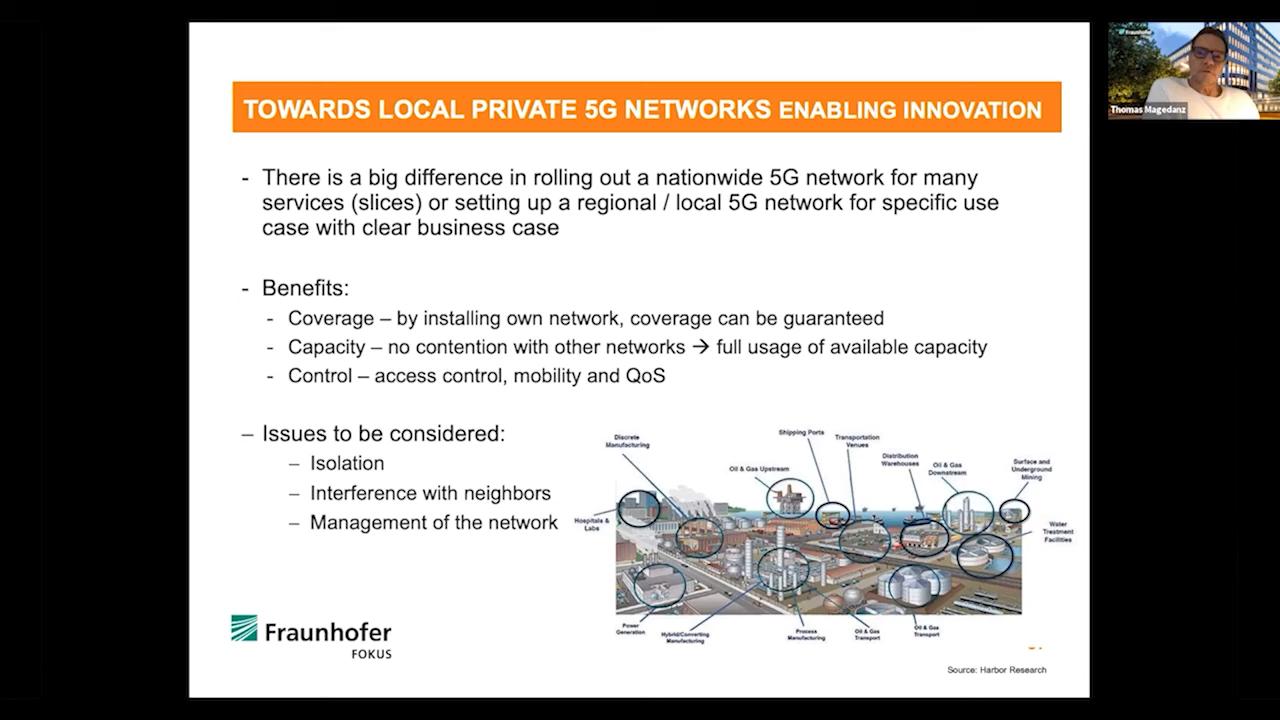 TOWARDS LOCAL PRIVATE 5G NETWORKS ENABLING INNOVATION
- There is a big difference in rolling out a nationwide 5G network for many
services (slices) or setting up a regional / local 5G network for specific use
case with clear business case
- Benefits:
- Coverage – by installing own network, coverage can be guaranteed
- Capacity – no contention with other networks → full usage of available capacity
- Control – access control, mobility and QoS
– Issues to be considered:
– Isolation
– Interference with neighbors
– Management of the network
Discrete
Manufacturing
Oil & Gas Upstream
Shipping Ports
Transportation
Venues
Distribution
Warehouses
Oil & Gas
Downstream
Surface and
Underground
Mining
Hospitals &
Labs
Water
Treatment
Facilities
Power
Generation
Hybrid/Converting
Manufacturing
Process
Manufacturing
Oil & Gas
Transport
Oil & Gas
Transport
Fraunhofer
FOKUS
Source: Harbor Research
Fraunhofer
Thomas Magedanz